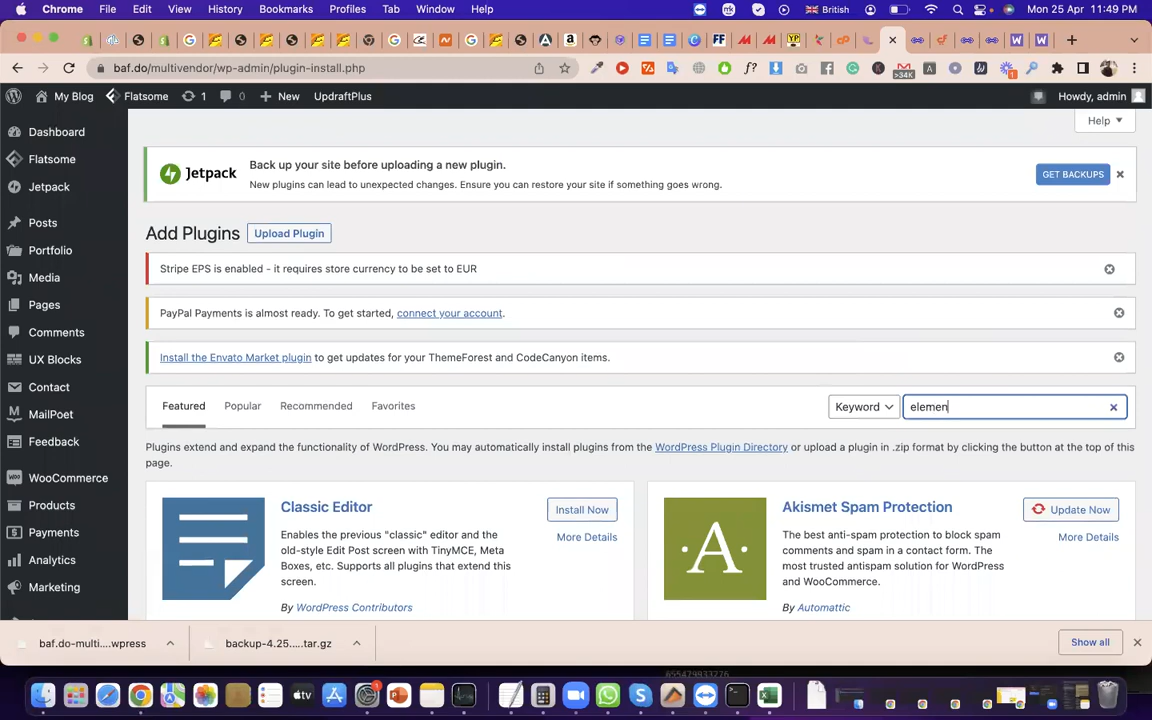 Chrome File Edit View History Bookmarks Profiles Tab Window Help British Mon 25 Apr 11:49 PM
baf.do/multivendor/wp-admin/plugin-install.php
>34K
My Blog Flatsome 1 0 New UpdraftPlus Howdy, admin
Help
Dashboard
Flatsome
Jetpack
Posts
Portfolio
Media
Pages
Comments
UX Blocks
Contact
MailPoet
Feedback
WooCommerce
Products
Payments
Analytics
Marketing
Jetpack
Back up your site before uploading a new plugin.
New plugins can lead to unexpected changes. Ensure you can restore your site if something goes wrong.
GET BACKUPS
Add Plugins Upload Plugin
Stripe EPS is enabled - it requires store currency to be set to EUR
PayPal Payments is almost ready. To get started, connect your account.
Install the Envato Market plugin to get updates for your ThemeForest and CodeCanyon items.
Featured Popular Recommended Favorites Keyword elemen
Plugins extend and expand the functionality of WordPress. You may automatically install plugins from the WordPress Plugin Directory or upload a plugin in .zip format by clicking the button at the top of this
page.
Classic Editor
Install Now
More Details
Enables the previous "classic" editor and the
old-style Edit Post screen with TinyMCE, Meta
Boxes, etc. Supports all plugins that extend this
screen.
By WordPress Contributors
Akismet Spam Protection
Update Now
More Details
The best anti-spam protection to block spam
comments and spam in a contact form. The
most trusted antispam solution for WordPress
and WooCommerce.
By Automattic
baf.do-multi....wpress backup-4.25.....tar.gz Show all